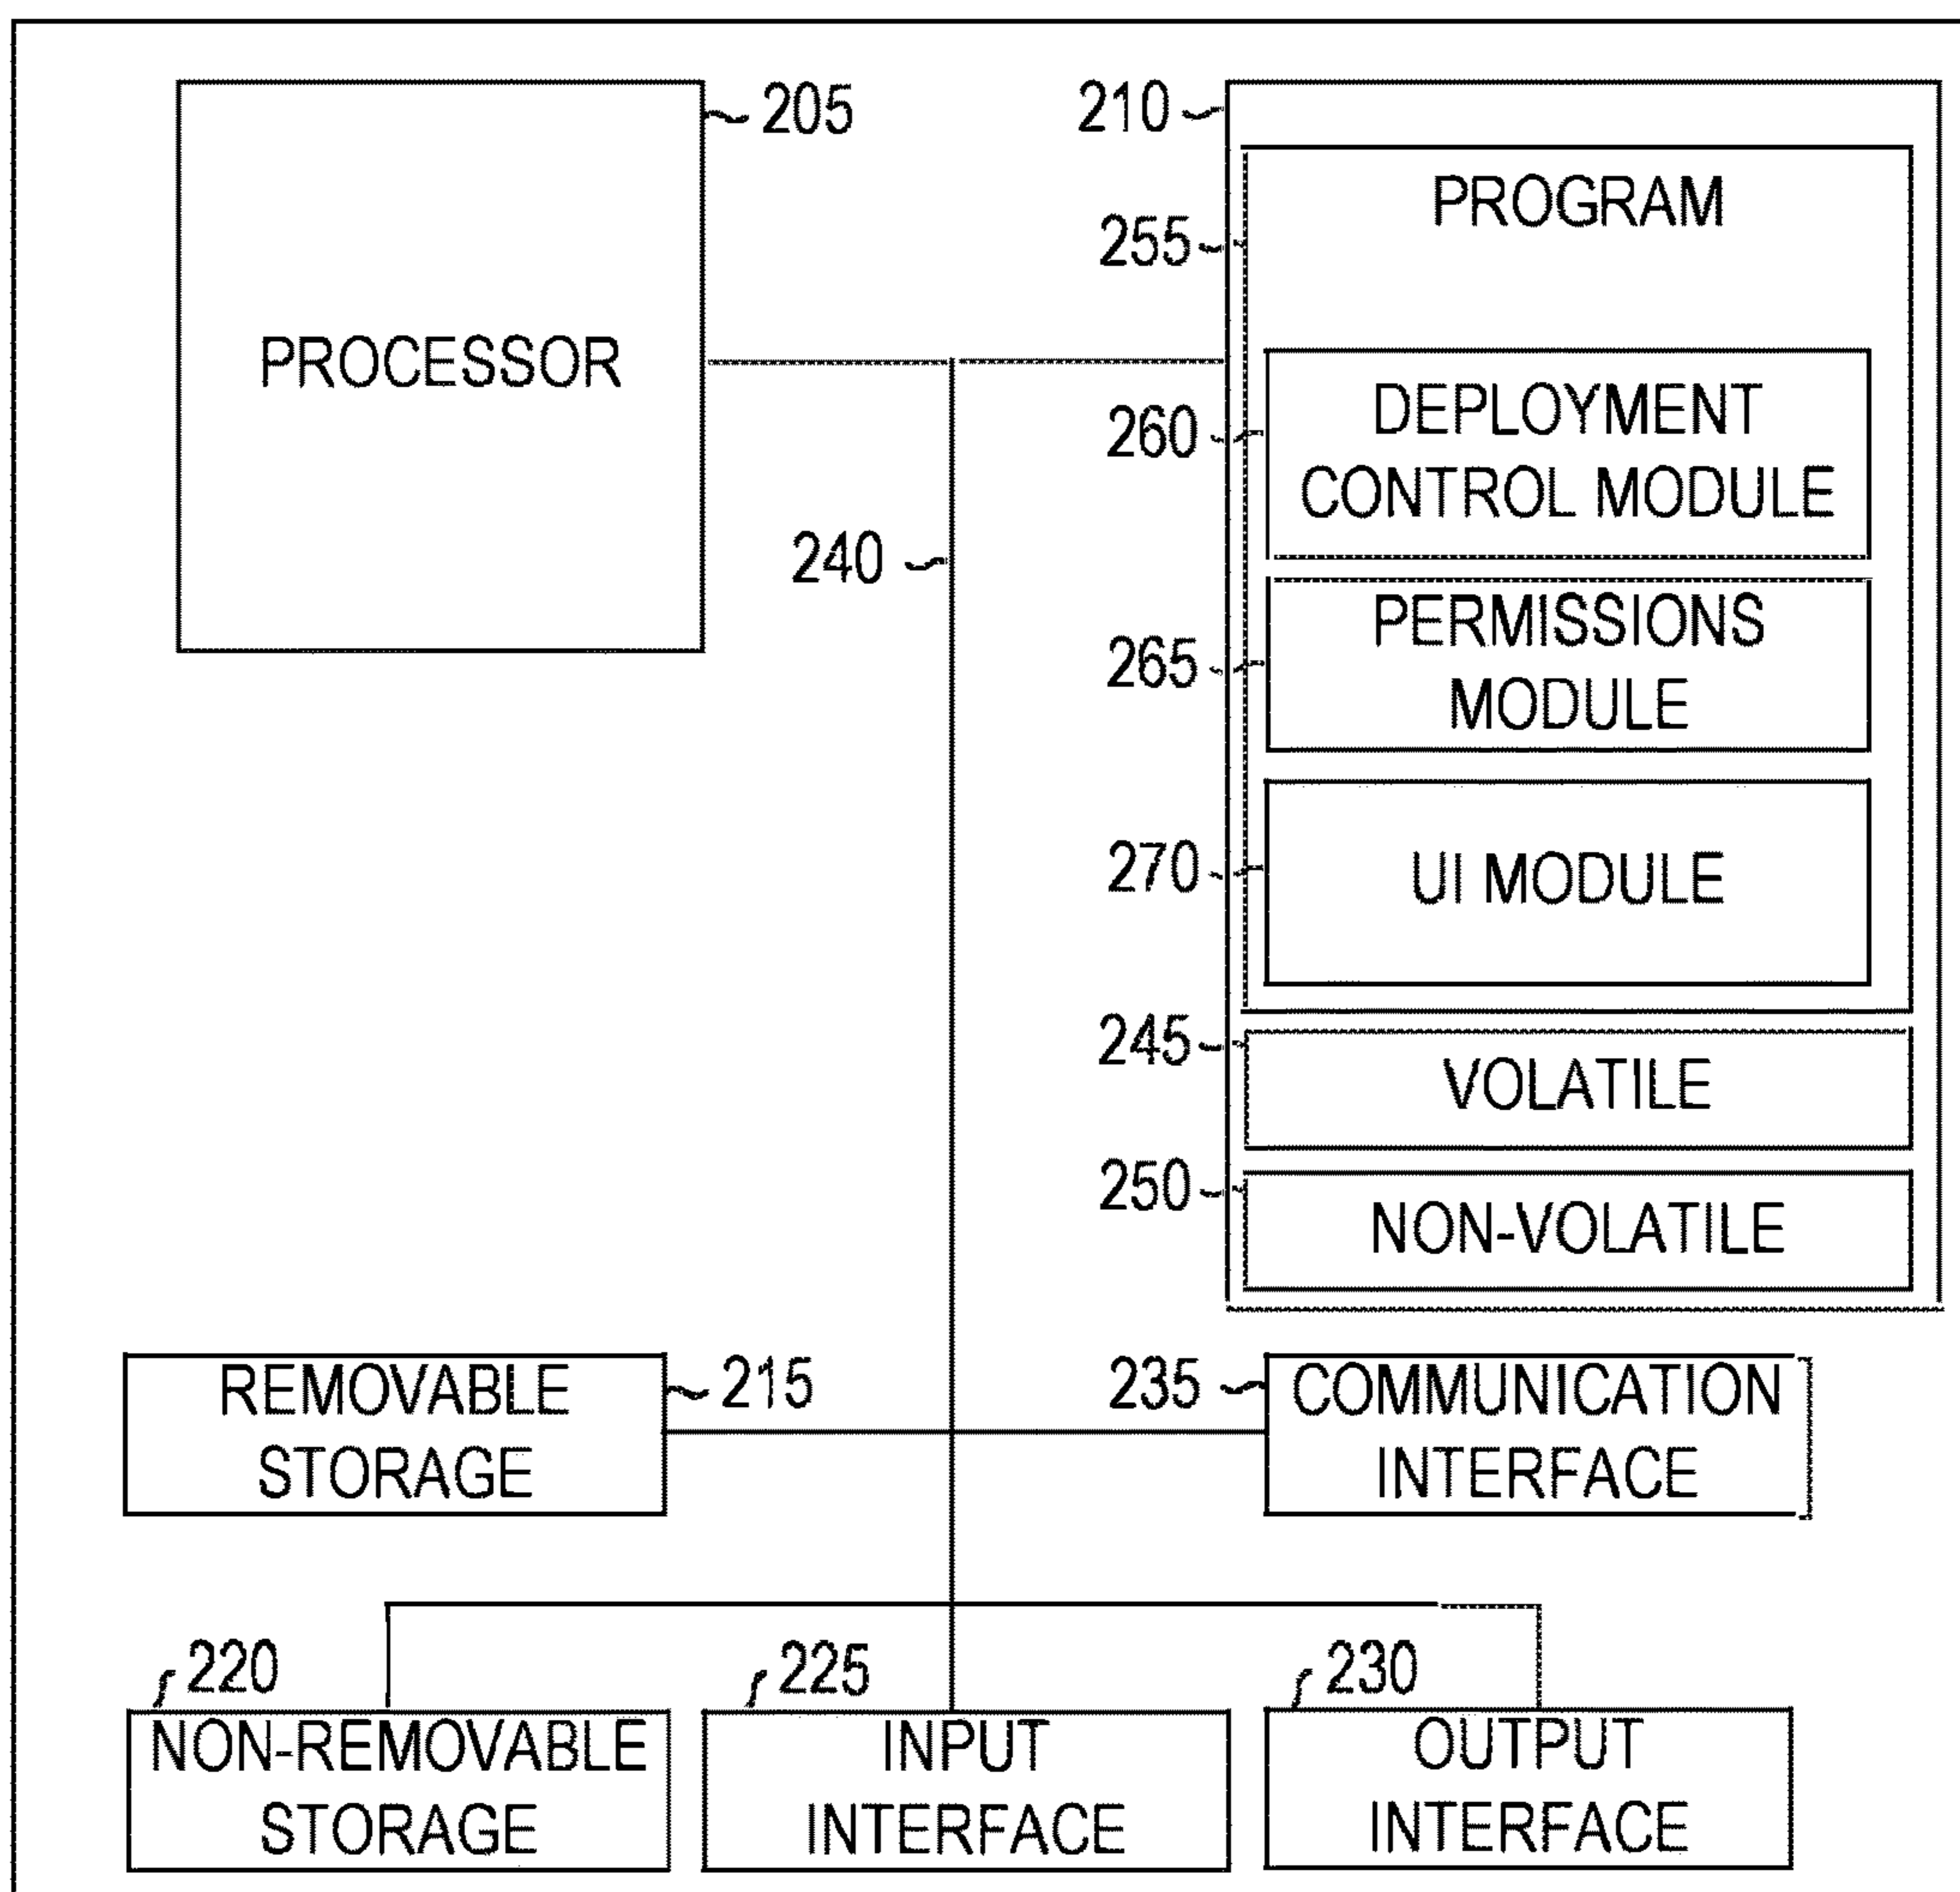 205
210
PROCESSOR
PROGRAM
255
DEPLOYMENT
CONTROL MODULE
260
240
PERMISSIONS
MODULE
265
UI MODULE
270
245
VOLATILE
250
NON-VOLATILE
REMOVABLE
STORAGE
215
235
COMMUNICATION
INTERFACE
220
NON-REMOVABLE
STORAGE
225
INPUT
INTERFACE
230
OUTPUT
INTERFACE